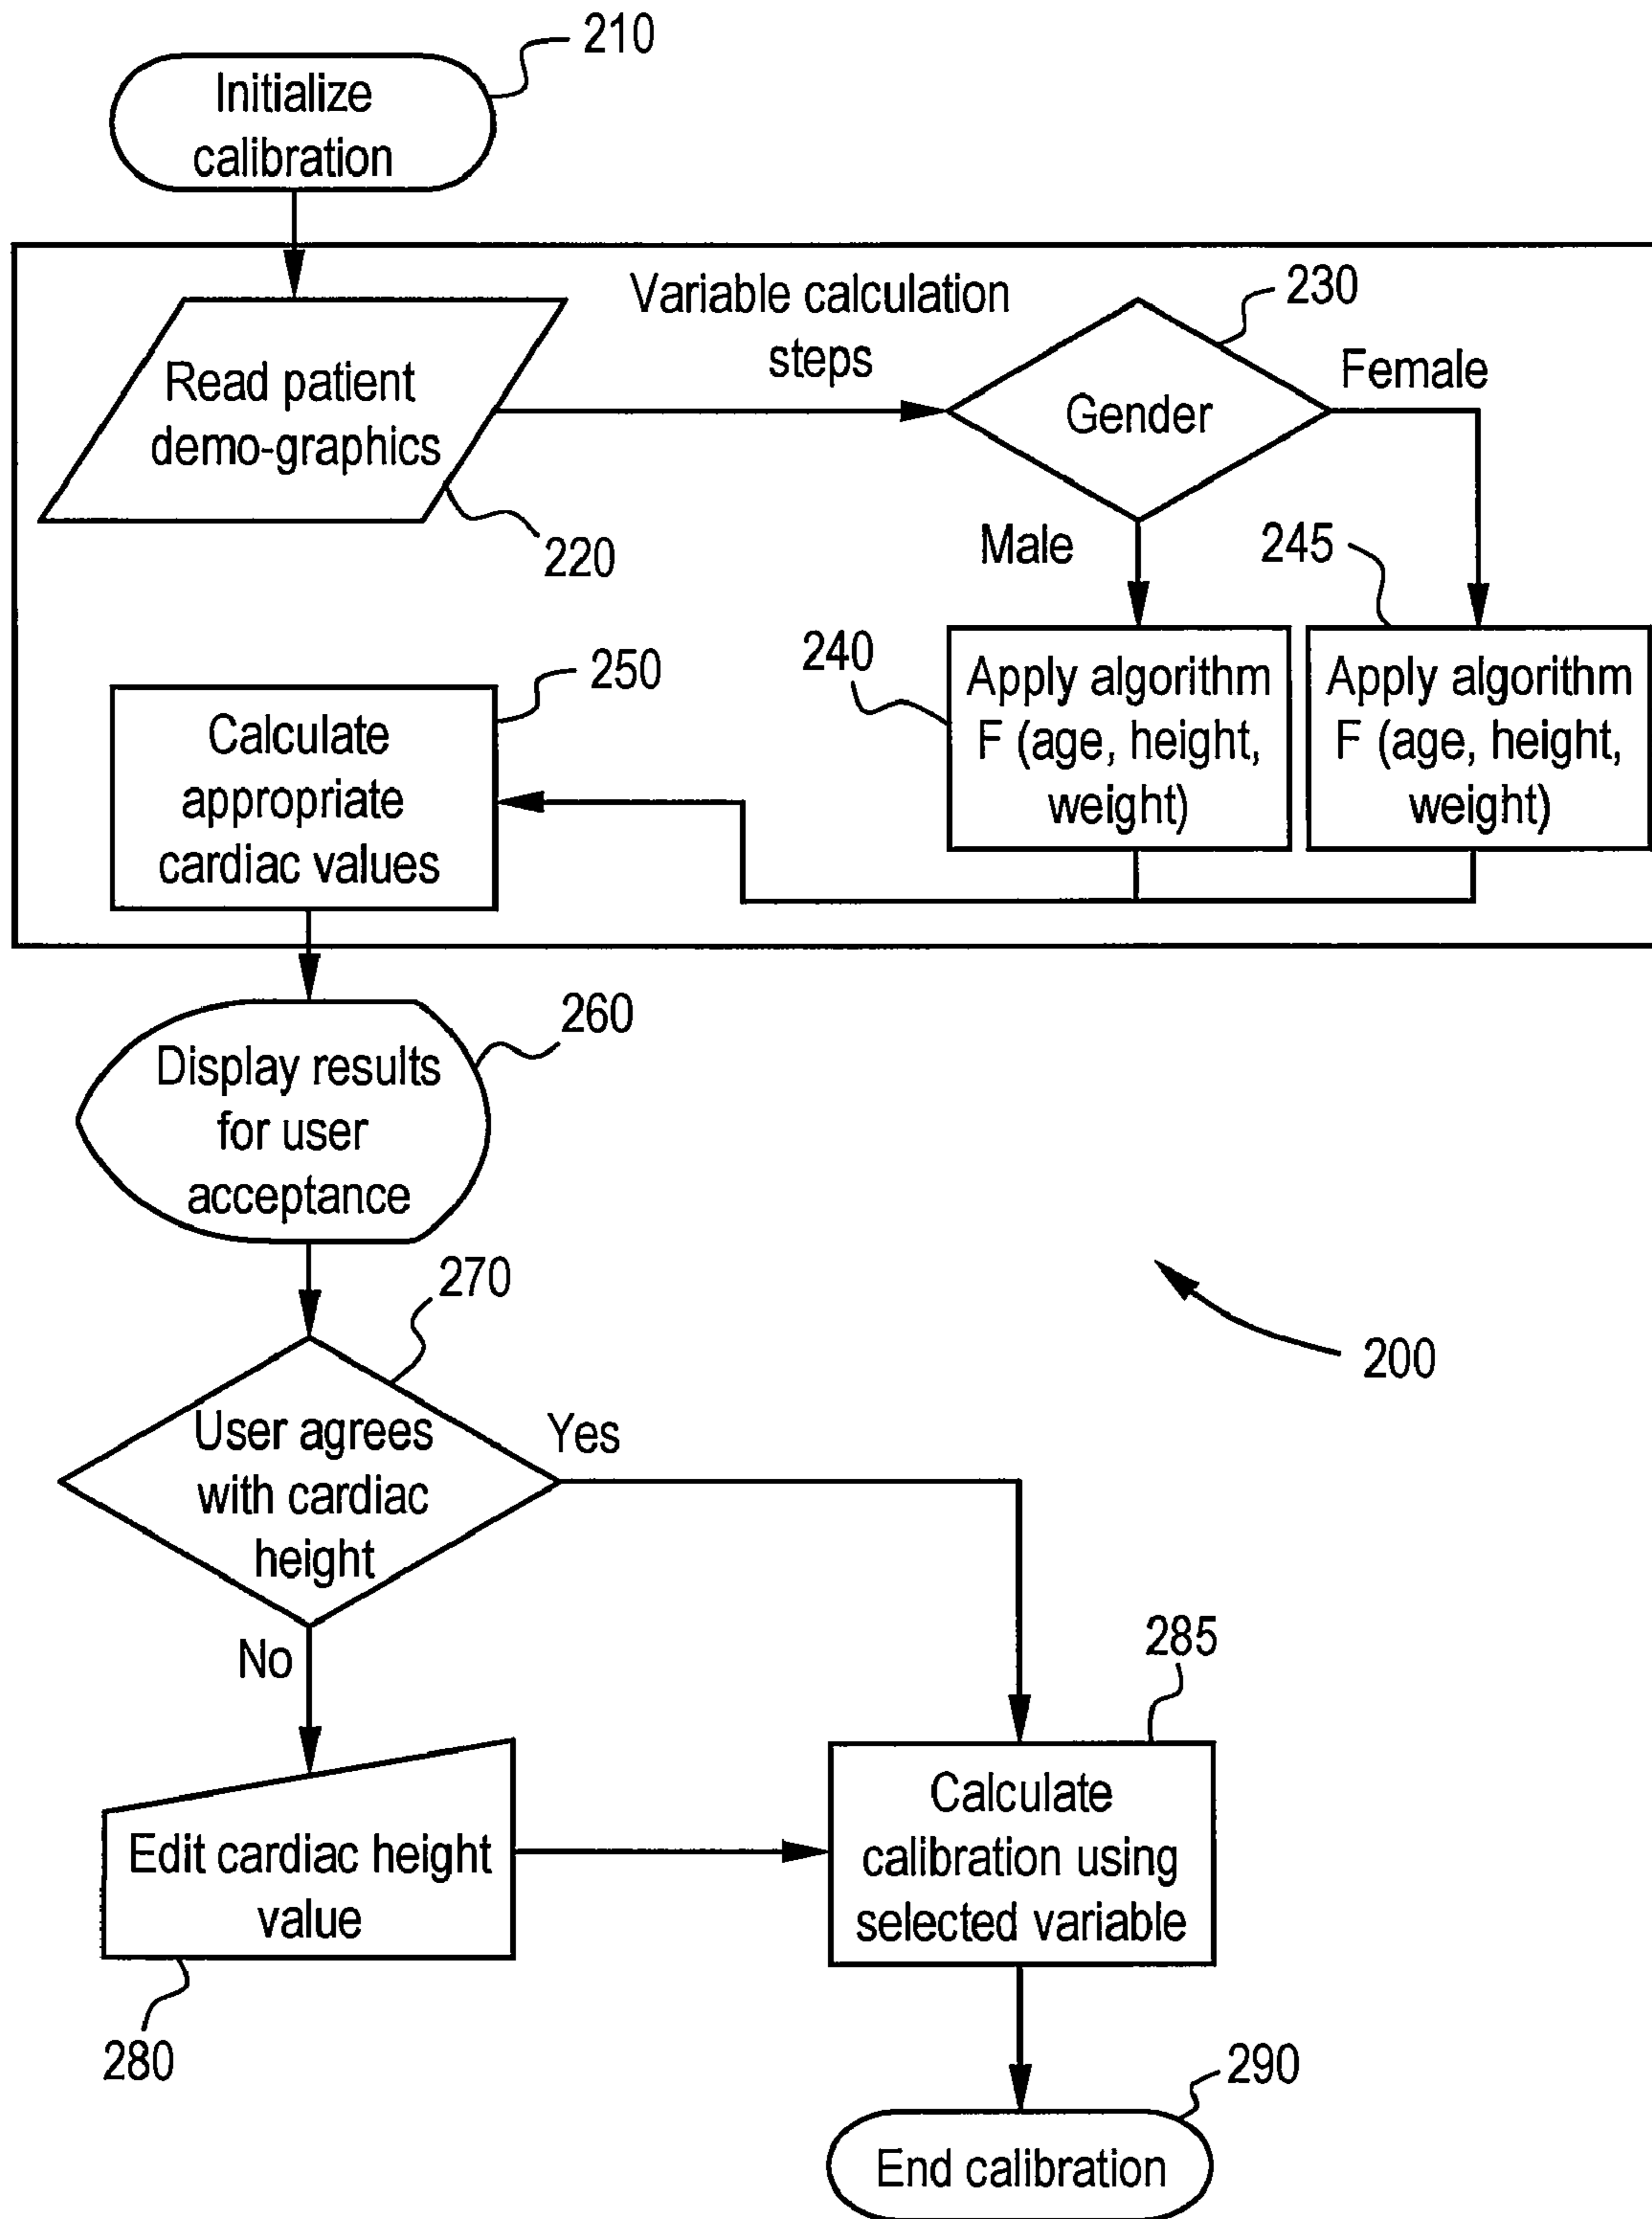 210
Initialize
calibration
Variable calculation
steps
230
Read patient
demo-graphics
220
Gender
Female
Male
245
240
Apply algorithm
F (age, height,
weight)
Apply algorithm
F (age, height,
weight)
250
Calculate
appropriate
cardiac values
260
Display results
for user
acceptance
270
200
User agrees
with cardiac
height
Yes
No
285
Edit cardiac height
value
280
Calculate
calibration using
selected variable
290
End calibration